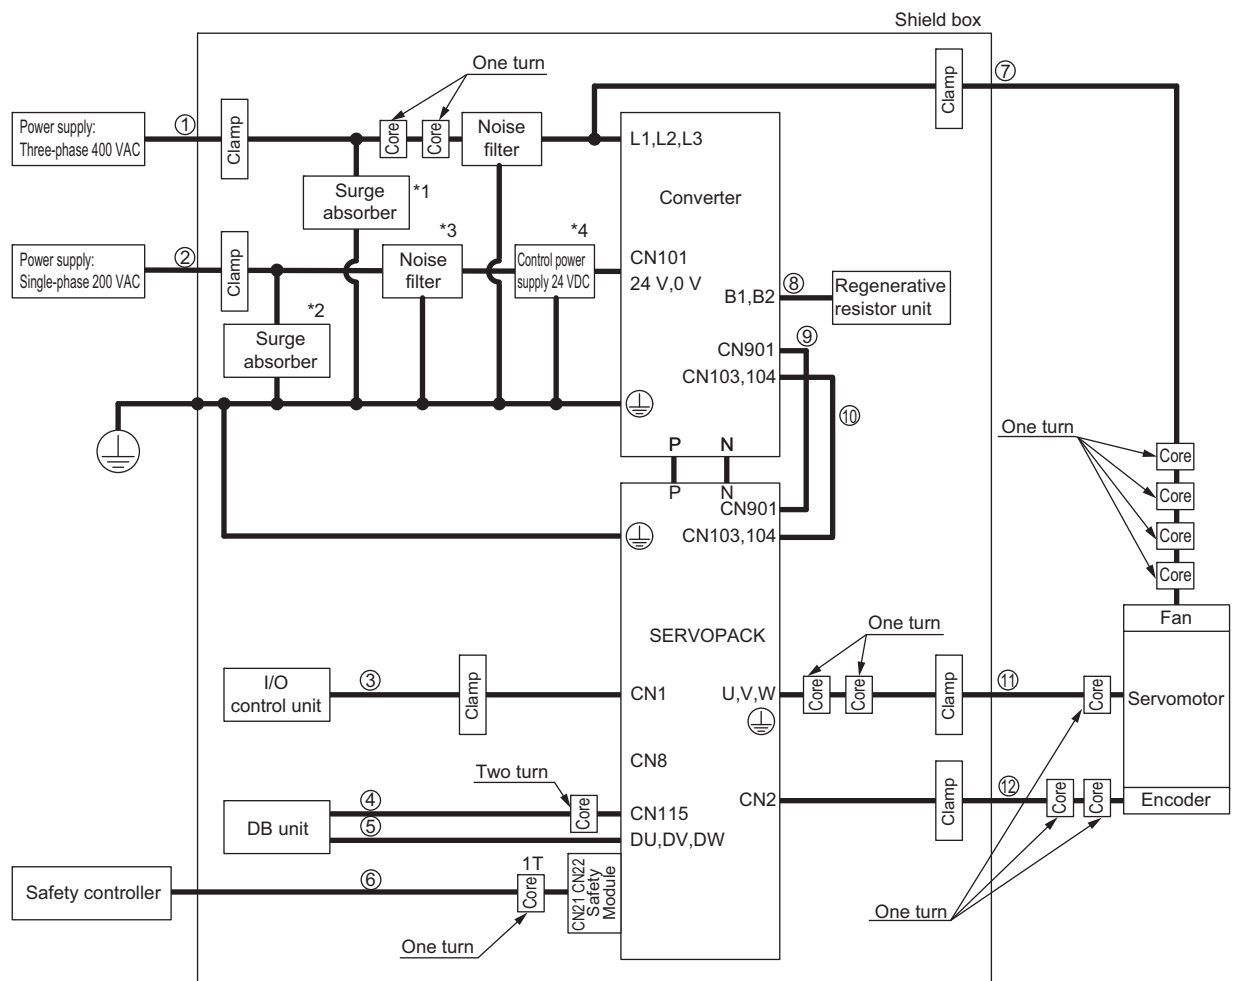 Shield box
One turn
⑦
Clamp
Power supply:
Three-phase 400 VAC
①
Clamp
Core
Core
Noise
filter
L1,L2,L3
Surge
absorber
*1
Converter
Power supply:
Single-phase 200 VAC
②
Clamp
*3
Noise
filter
*4
Control power
supply 24 VDC
CN101
24 V,0 V
B1,B2
⑧
Regenerative
resistor unit
*2
Surge
absorber
CN901
⑨
CN103,104
⑩
One turn
Core
Core
Core
Core
P
N
P
N
CN901
CN103,104
Fan
SERVOPACK
One turn
I/O
control unit
③
Clamp
CN1
U,V,W
Core
Core
Clamp
⑪
Core
Servomotor
CN8
Two turn
DB unit
④
⑤
Core
CN115
DU,DV,DW
CN2
Clamp
⑫
Core
Core
Encoder
Safety controller
⑥
1T
Core
CN21 CN22
Safety
Module
One turn
One turn